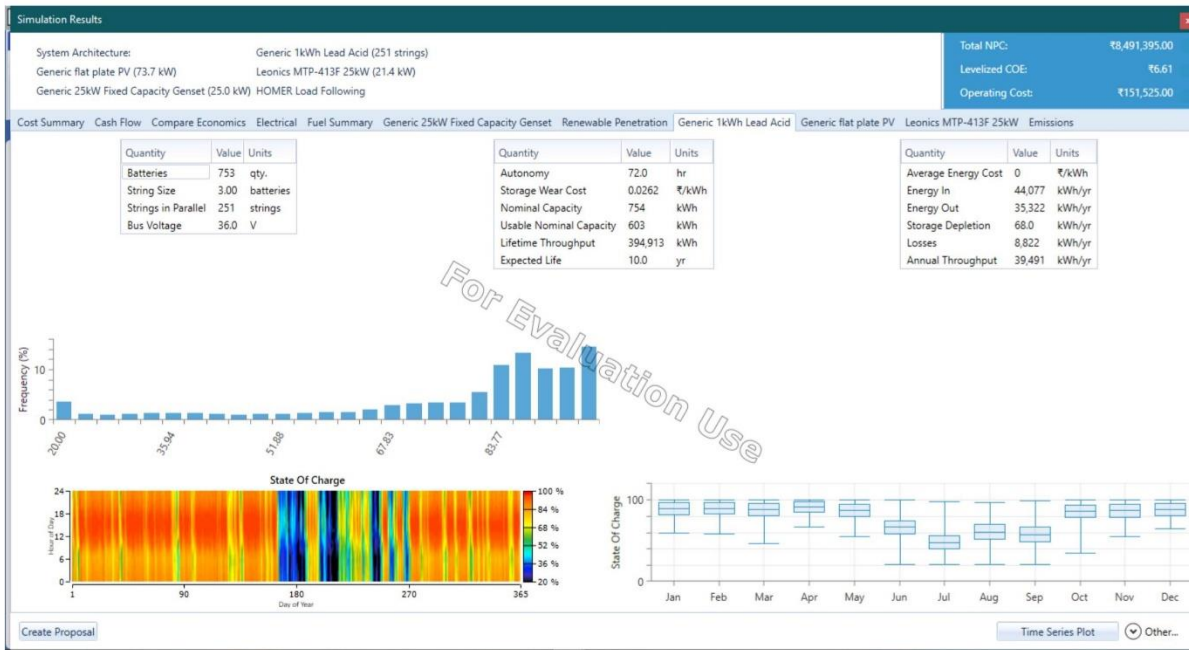 Simulation Results
System Architecture:
Generic flat plate PV (73.7 kW)
Generic 25kW Fixed Capacity Genset (25.0 kW)
Generic 1kWh Lead Acid (251 strings)
Leonics MTP-413F 25kW (21.4 kW)
HOMER Load Following
Total NPC: ₹8,491,395.00
Levelized COE: ₹6.61
Operating Cost: ₹151,525.00
Cost Summary Cash Flow Compare Economics Electrical Fuel Summary Generic 25kW Fixed Capacity Genset Renewable Penetration Generic 1kWh Lead Acid Generic flat plate PV Leonics MTP-413F 25kW Emissions
Quantity Value Units
Batteries 753 qty.
String Size 3.00 batteries
Strings in Parallel 251 strings
Bus Voltage 36.0 V
Quantity Value Units
Autonomy 72.0 hr
Storage Wear Cost 0.0262 ₹/kWh
Nominal Capacity 754 kWh
Usable Nominal Capacity 603 kWh
Lifetime Throughput 394,913 kWh
Expected Life 10.0 yr
Quantity Value Units
Average Energy Cost 0 ₹/kWh
Energy In 44,077 kWh/yr
Energy Out 35,322 kWh/yr
Storage Depletion 68.0 kWh/yr
Losses 8,822 kWh/yr
Annual Throughput 39,491 kWh/yr
For Evaluation Use
Frequency (%)
10
0
20.00 35.94 51.88 67.83 83.77
State Of Charge
Hour of Day
24
18
12
6
0
1 90 180 270 365
Day of Year
100 %
84 %
68 %
52 %
36 %
20 %
State Of Charge
100
0
Jan Feb Mar Apr May Jun Jul Aug Sep Oct Nov Dec
Create Proposal
Time Series Plot
Other...